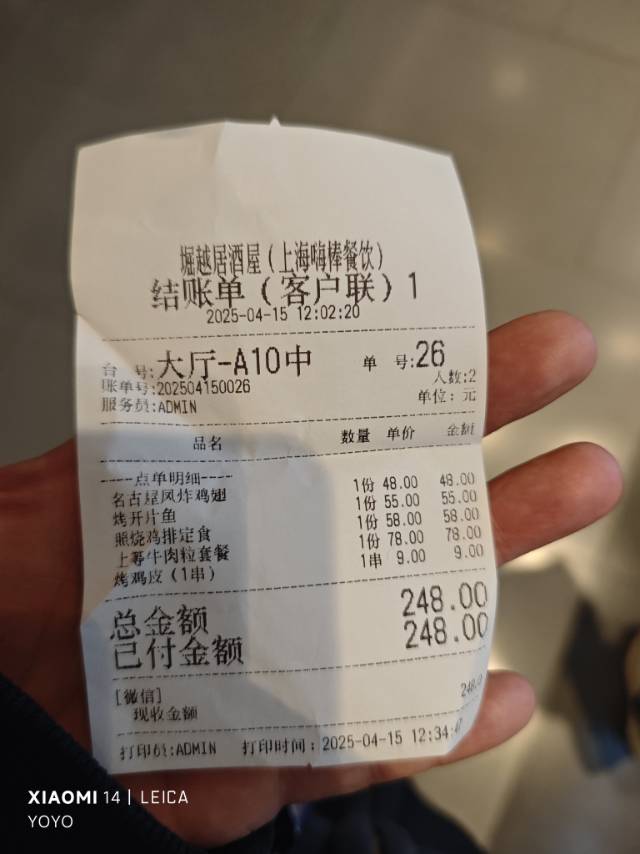 堀越居酒屋(上海嗨棒餐饮)
结账单(客户联)1
2025-04-15 12:02:20
台 号:大厅-A10中 单 号:26
账单号:202504150026 人数:2
服务员:ADMIN 单位: 元
品名 数量 单价 金额
----点单明细----
名古屋风炸鸡翅 1份 48.00 48.00
烤开片鱼 1份 55.00 55.00
照烧鸡排定食 1份 58.00 58.00
上等牛肉粒套餐 1份 78.00 78.00
烤鸡皮(1串) 1串 9.00 9.00
总金额 248.00
已付金额 248.00
[微信] 248.0
现收金额
打印员:ADMIN 打印时间:2025-04-15 12:34:
XIAOMI 14 | LEICA
YOYO